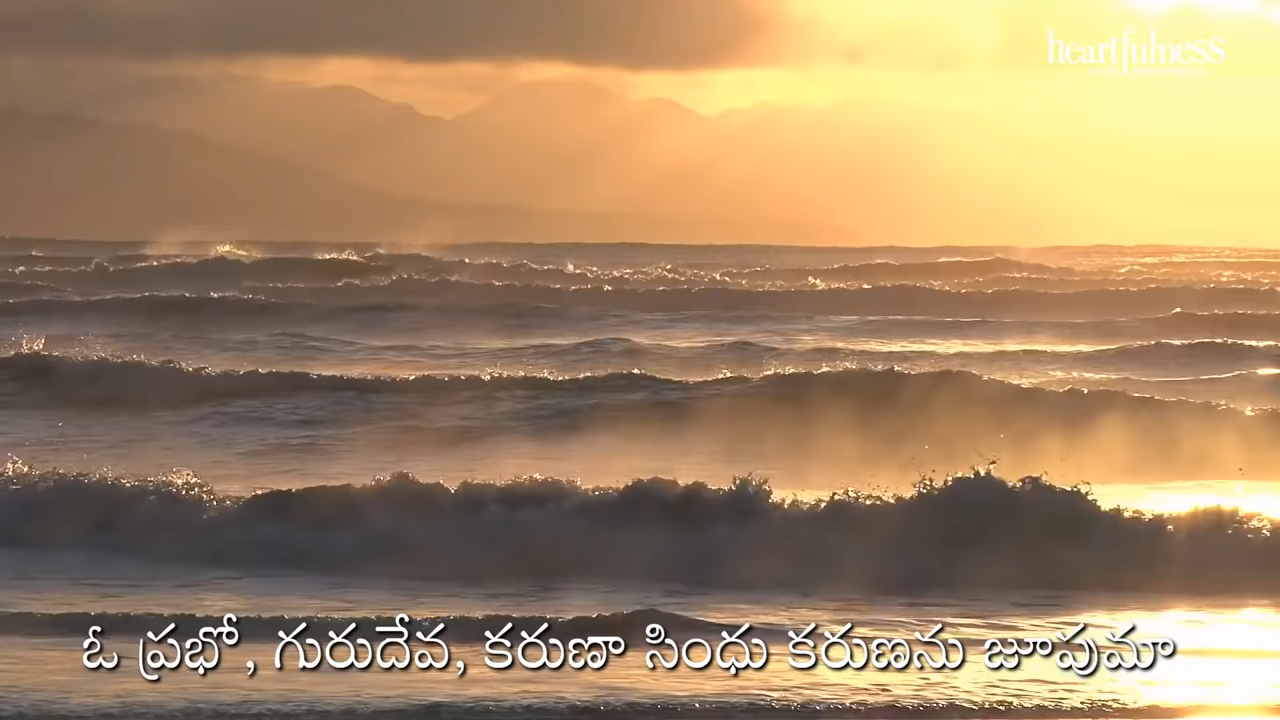 heartfulness
ఓ ప్రభో, గురుదేవ, కరుణా సింధు కరుణను జూపుమా